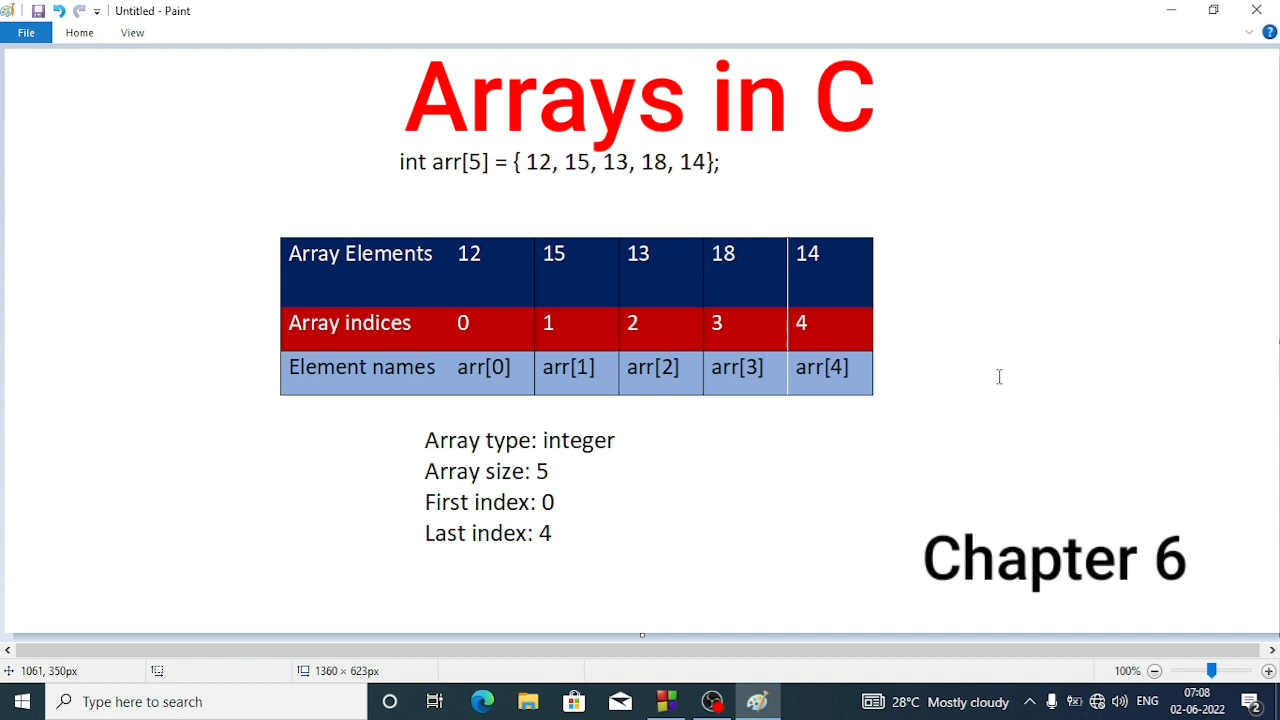 Untitled - Paint
File Home View
Arrays in C
int arr[5] = { 12, 15, 13, 18, 14};
Array Elements 12 15 13 18 14
Array indices 0 1 2 3 4
Element names arr[0] arr[1] arr[2] arr[3] arr[4]
Array type: integer
Array size: 5
First index: 0
Last index: 4
Chapter 6
1061, 350px 1360 × 623px 100%
Type here to search 28°C Mostly cloudy ENG 07:08
02-06-2022 2